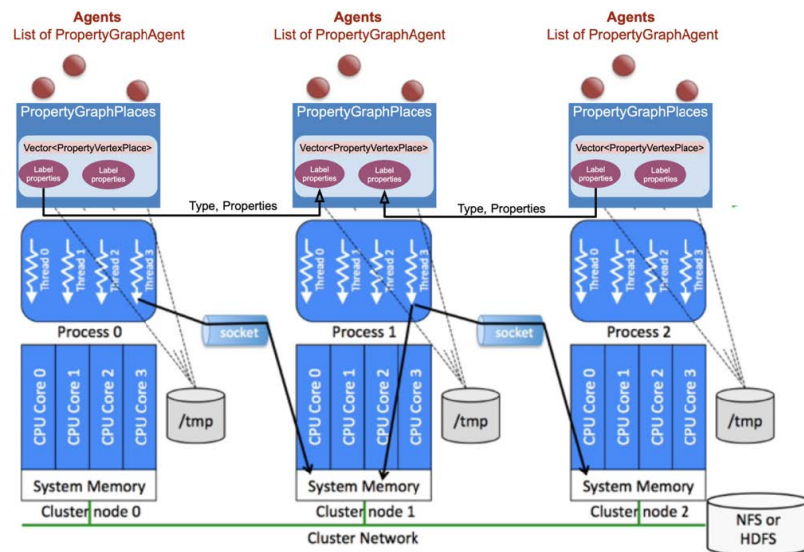 Agents
List of PropertyGraphAgent
Agents
List of PropertyGraphAgent
Agents
List of PropertyGraphAgent
PropertyGraphPlaces
PropertyGraphPlaces
PropertyGraphPlaces
Vector<PropertyVertexPlace>
Vector<PropertyVertexPlace>
Vector<PropertyVertexPlace>
Label
properties
Label
properties
Label
properties
Label
properties
Label
properties
Label
properties
Type, Properties
Type, Properties
Thread 0
Thread 1
Thread 2
Thread 3
Thread 0
Thread 1
Thread 2
Thread 3
Thread 0
Thread 1
Thread 2
Thread 3
Process 0
socket
Process 1
socket
Process 2
CPU Core 0
CPU Core 1
CPU Core 2
CPU Core 3
/tmp
CPU Core 0
CPU Core 1
CPU Core 2
CPU Core 3
/tmp
CPU Core 0
CPU Core 1
CPU Core 2
CPU Core 3
/tmp
System Memory
System Memory
System Memory
Cluster node 0
Cluster node 1
Cluster node 2
Cluster Network
NFS or
HDFS